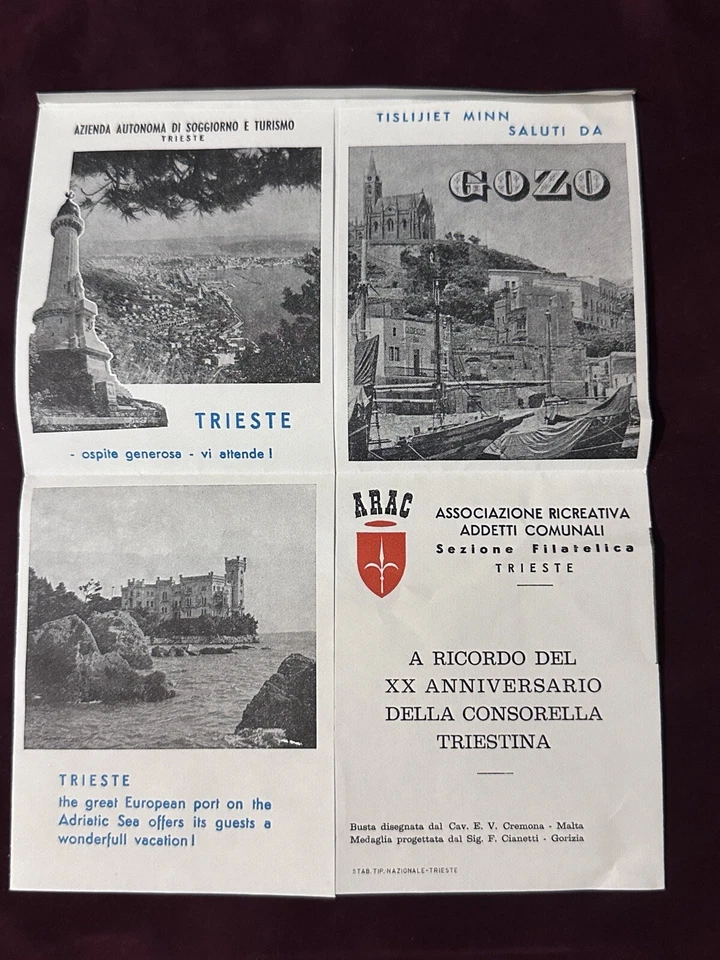 AZIENDA AUTONOMA DI SOGGIORNO E TURISMO
TRIESTE
TRIESTE
- ospite generosa - vi attende !
TISLIJIET MINN
SALUTI DA
GOZO
TRIESTE
the great European port on the
Adriatic Sea offers its guests a
wonderfull vacation !
ARAC
ASSOCIAZIONE RICREATIVA
ADDETTI COMUNALI
Sezione Filatelica
TRIESTE
A RICORDO DEL
XX ANNIVERSARIO
DELLA CONSORELLA
TRIESTINA
Busta disegnata dal Cav. E. V. Cremona - Malta
Medaglia progettata dal Sig. F. Cianetti - Gorizia
STAB. TIP. NAZIONALE-TRIESTE